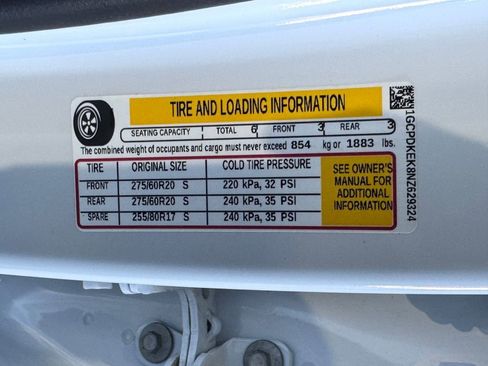 TIRE AND LOADING INFORMATION
SEATING CAPACITY TOTAL 6 FRONT 3 REAR 3
The combined weight of occupants and cargo must never exceed 854 kg or 1883 lbs.
TIRE ORIGINAL SIZE COLD TIRE PRESSURE
FRONT 275/60R20 S 220 kPa, 32 PSI
REAR 275/60R20 S 240 kPa, 35 PSI
SPARE 255/80R17 S 240 kPa, 35 PSI
SEE OWNER'S
MANUAL FOR
ADDITIONAL
INFORMATION
1GCPDKEK8NZ629324